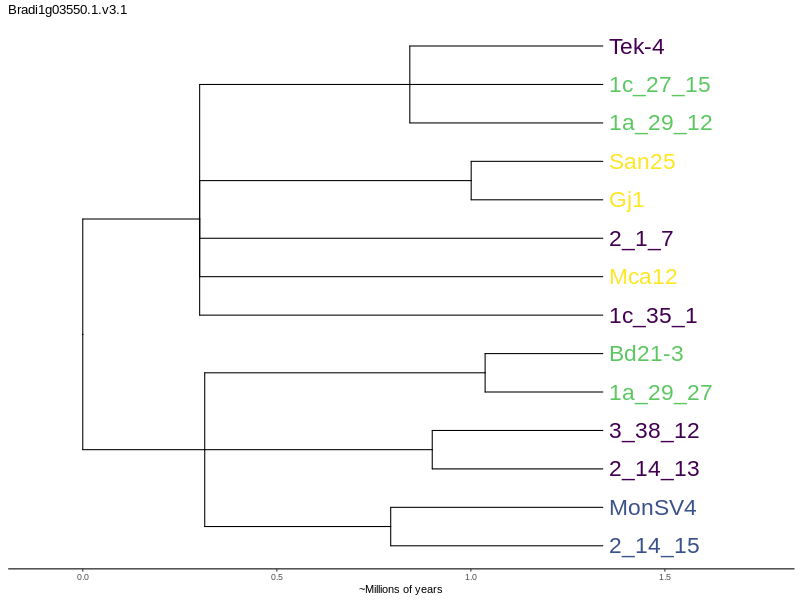 Bradi1g03550.1.v3.1
Tek-4
1c_27_15
1a_29_12
San25
Gj1
2_1_7
Mca12
1c_35_1
Bd21-3
1a_29_27
3_38_12
2_14_13
MonSV4
2_14_15
0.0 0.5 1.0 1.5
~Millions of years